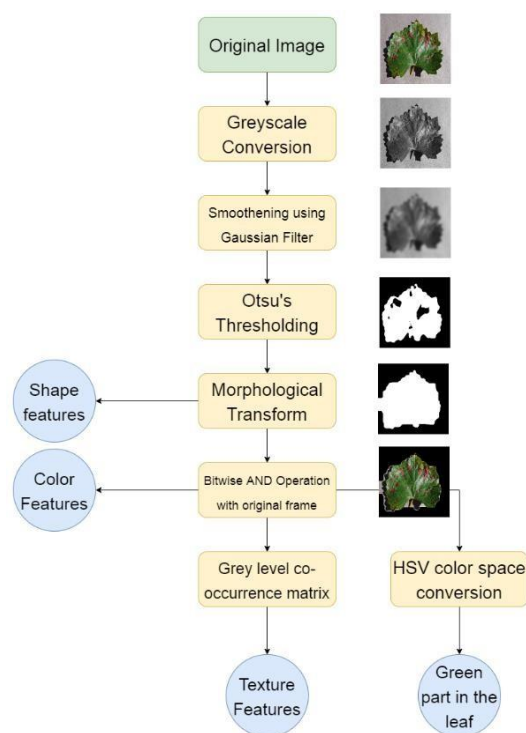 Original Image
Greyscale
Conversion
Smoothening using
Gaussian Filter
Otsu's
Thresholding
Shape
features
Morphological
Transform
Color
Features
Bitwise AND Operation
with original frame
Grey level co-
occurrence matrix
HSV color space
conversion
Texture
Features
Green
part in the
leaf